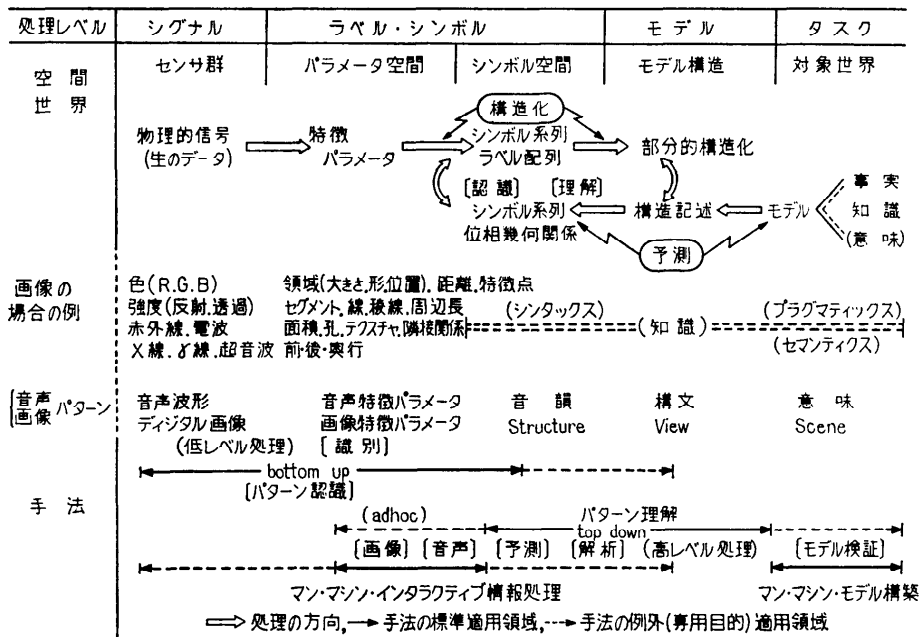 処理レベル シグナル ラベル・シンボル モデル タスク
空間世界 センサ群 パラメータ空間 シンボル空間 モデル構造 対象世界
構造化
物理的信号 特徴 シンボル系列 部分的構造化
(生のデータ) パラメータ ラベル配列
[認識] [理解] 事実
シンボル系列 構造記述 モデル 知識
位相幾何関係 (意味)
予測
画像の 色(R.G.B) 領域(大きさ,形位置),距離,特徴点
場合の例 強度(反射,透過) セグメント,線,稜線,周辺長 (シンタックス) (プラグマティックス)
赤外線,電波 面積,孔,テクスチャ,隣接関係 (知識)
X線,γ線,超音波 前・後・奥行 (セマンティクス)
音声 音声波形 音声特徴パラメータ 音韻 構文 意味
画像 パターン ディジタル画像 画像特徴パラメータ Structure View Scene
(低レベル処理) [識別]
bottom up
[パターン認識]
手法 (adhoc) パターン理解
top down
[画像] [音声] [予測] [解析] (高レベル処理) [モデル検証]
マン・マシン・インタラクティブ情報処理 マン・マシン・モデル構築
⟹ 処理の方向, → 手法の標準適用領域, ⇢ 手法の例外(専用目的)適用領域